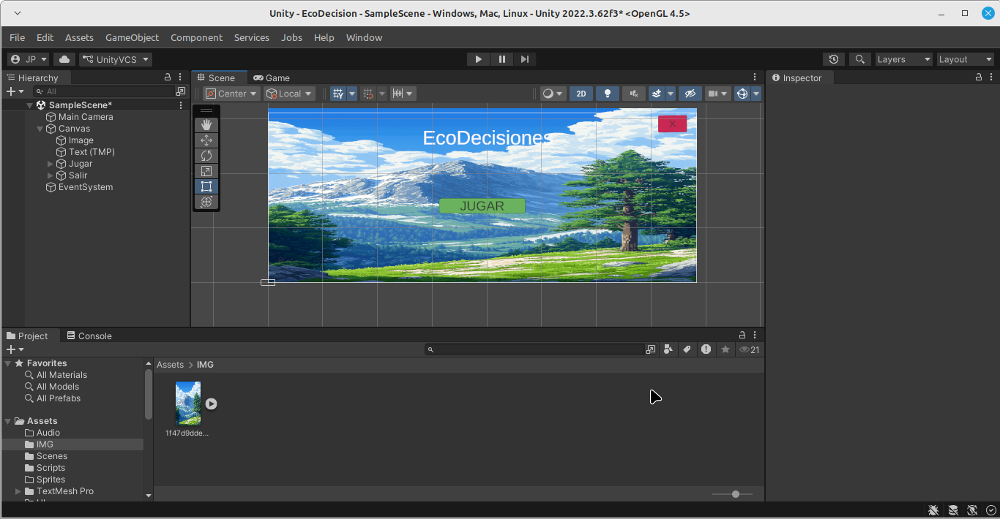 Unity - EcoDecision - SampleScene - Windows, Mac, Linux - Unity 2022.3.62f3* <OpenGL 4.5>
File Edit Assets GameObject Component Services Jobs Help Window
JP UnityVCS Layers Layout
Hierarchy
All
SampleScene*
Main Camera
Canvas
Image
Text (TMP)
Jugar
Salir
EventSystem
Scene Game
Center Local 2D
EcoDecisiones
X
JUGAR
Inspector
Project Console
21
Favorites
All Materials
All Models
All Prefabs
Assets
Audio
IMG
Scenes
Scripts
Sprites
TextMesh Pro
Assets > IMG
1f47d9dde...